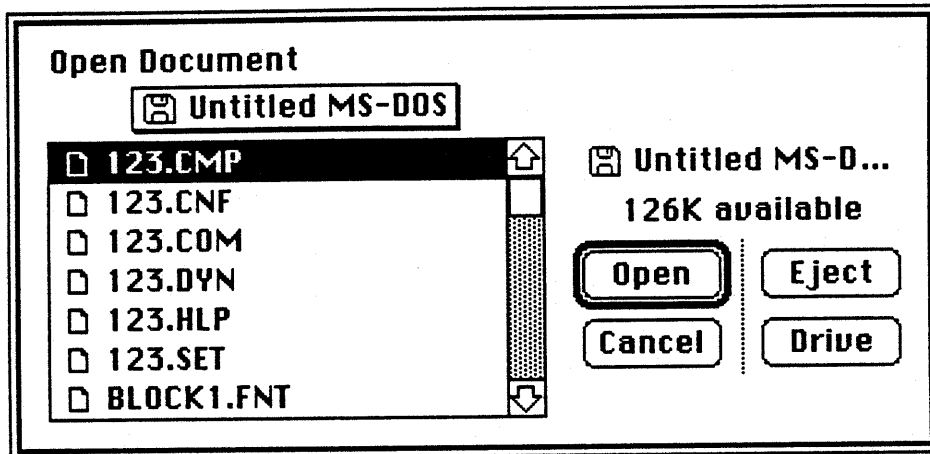 Open Document
Untitled MS-DOS
123.CMP
123.CNF
123.COM
123.DYN
123.HLP
123.SET
BLOCK1.FNT
Untitled MS-D...
126K available
Open
Eject
Cancel
Drive